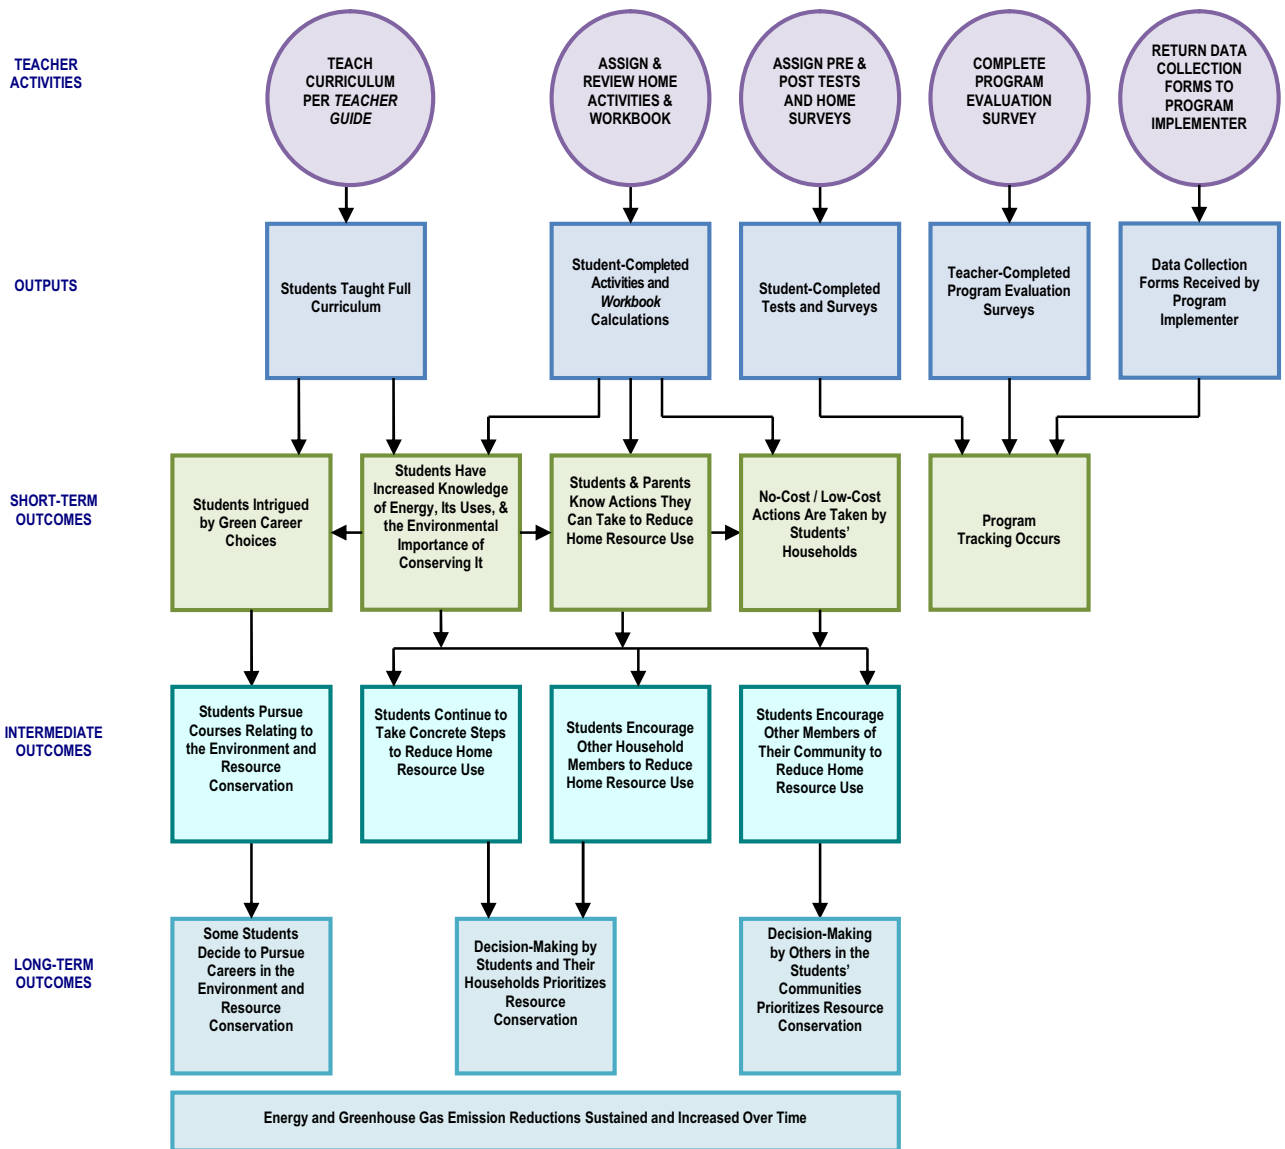 TEACHER
ACTIVITIES
TEACH
CURRICULUM
PER TEACHER
GUIDE
ASSIGN &
REVIEW HOME
ACTIVITIES &
WORKBOOK
ASSIGN PRE &
POST TESTS
AND HOME
SURVEYS
COMPLETE
PROGRAM
EVALUATION
SURVEY
RETURN DATA
COLLECTION
FORMS TO
PROGRAM
IMPLEMENTER
OUTPUTS
Students Taught Full
Curriculum
Student-Completed
Activities and
Workbook
Calculations
Student-Completed
Tests and Surveys
Teacher-Completed
Program Evaluation
Surveys
Data Collection
Forms Received by
Program
Implementer
SHORT-TERM
OUTCOMES
Students Intrigued
by Green Career
Choices
Students Have
Increased Knowledge
of Energy, Its Uses, &
the Environmental
Importance of
Conserving It
Students & Parents
Know Actions They
Can Take to Reduce
Home Resource Use
No-Cost / Low-Cost
Actions Are Taken by
Students’
Households
Program
Tracking Occurs
INTERMEDIATE
OUTCOMES
Students Pursue
Courses Relating to
the Environment and
Resource
Conservation
Students Continue to
Take Concrete Steps
to Reduce Home
Resource Use
Students Encourage
Other Household
Members to Reduce
Home Resource Use
Students Encourage
Other Members of
Their Community to
Reduce Home
Resource Use
LONG-TERM
OUTCOMES
Some Students
Decide to Pursue
Careers in the
Environment and
Resource
Conservation
Decision-Making by
Students and Their
Households Prioritizes
Resource
Conservation
Decision-Making
by Others in the
Students’
Communities
Prioritizes Resource
Conservation
Energy and Greenhouse Gas Emission Reductions Sustained and Increased Over Time